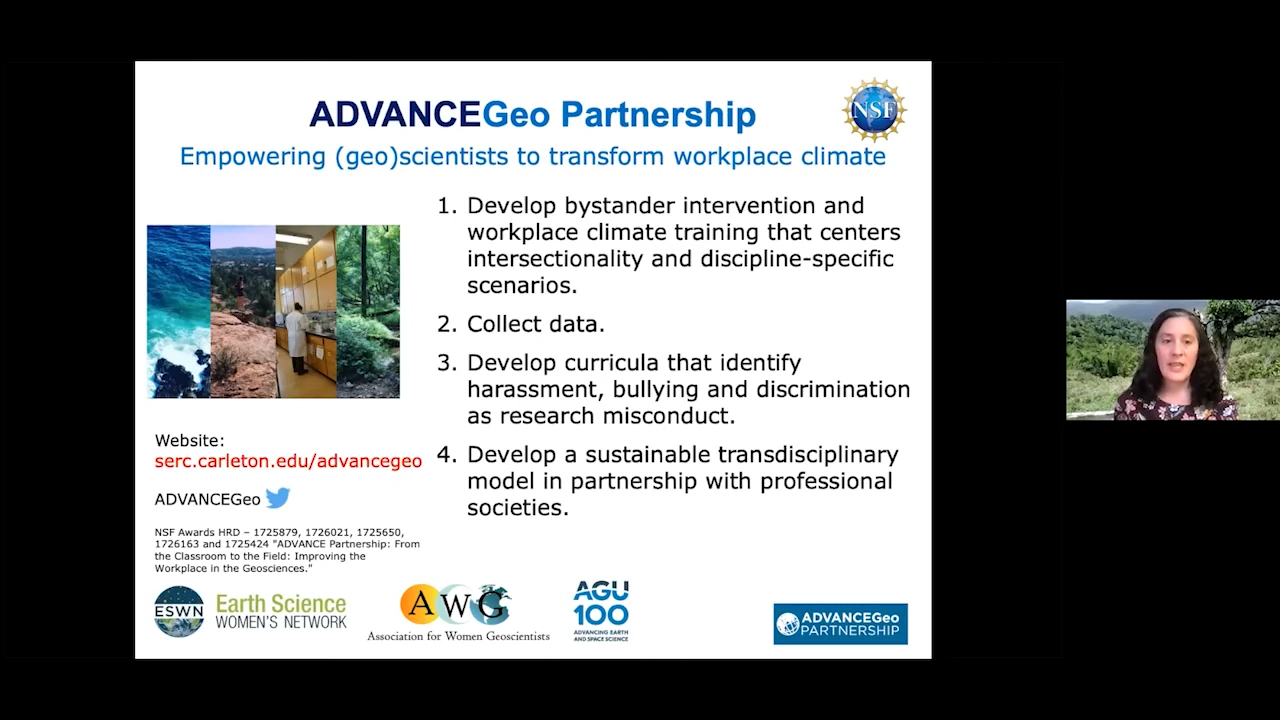 ADVANCEGeo Partnership
NSF
Empowering (geo)scientists to transform workplace climate
1. Develop bystander intervention and
workplace climate training that centers
intersectionality and discipline-specific
scenarios.
2. Collect data.
3. Develop curricula that identify
harassment, bullying and discrimination
as research misconduct.
4. Develop a sustainable transdisciplinary
model in partnership with professional
societies.
Website:
serc.carleton.edu/advancegeo
ADVANCEGeo
NSF Awards HRD – 1725879, 1726021, 1725650,
1726163 and 1725424 "ADVANCE Partnership: From
the Classroom to the Field: Improving the
Workplace in the Geosciences."
ESWN
Earth Science
WOMEN'S NETWORK
AWG
Association for Women Geoscientists
AGU
100
ADVANCING EARTH
AND SPACE SCIENCE
ADVANCEGeo
PARTNERSHIP